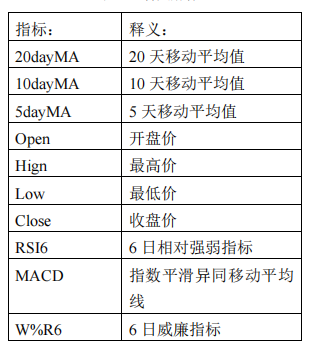 指标： 释义：
20dayMA 20 天移动平均值
10dayMA 10 天移动平均值
5dayMA 5 天移动平均值
Open 开盘价
Hign 最高价
Low 最低价
Close 收盘价
RSI6 6 日相对强弱指标
MACD 指数平滑异同移动平均
线
W%R6 6 日威廉指标